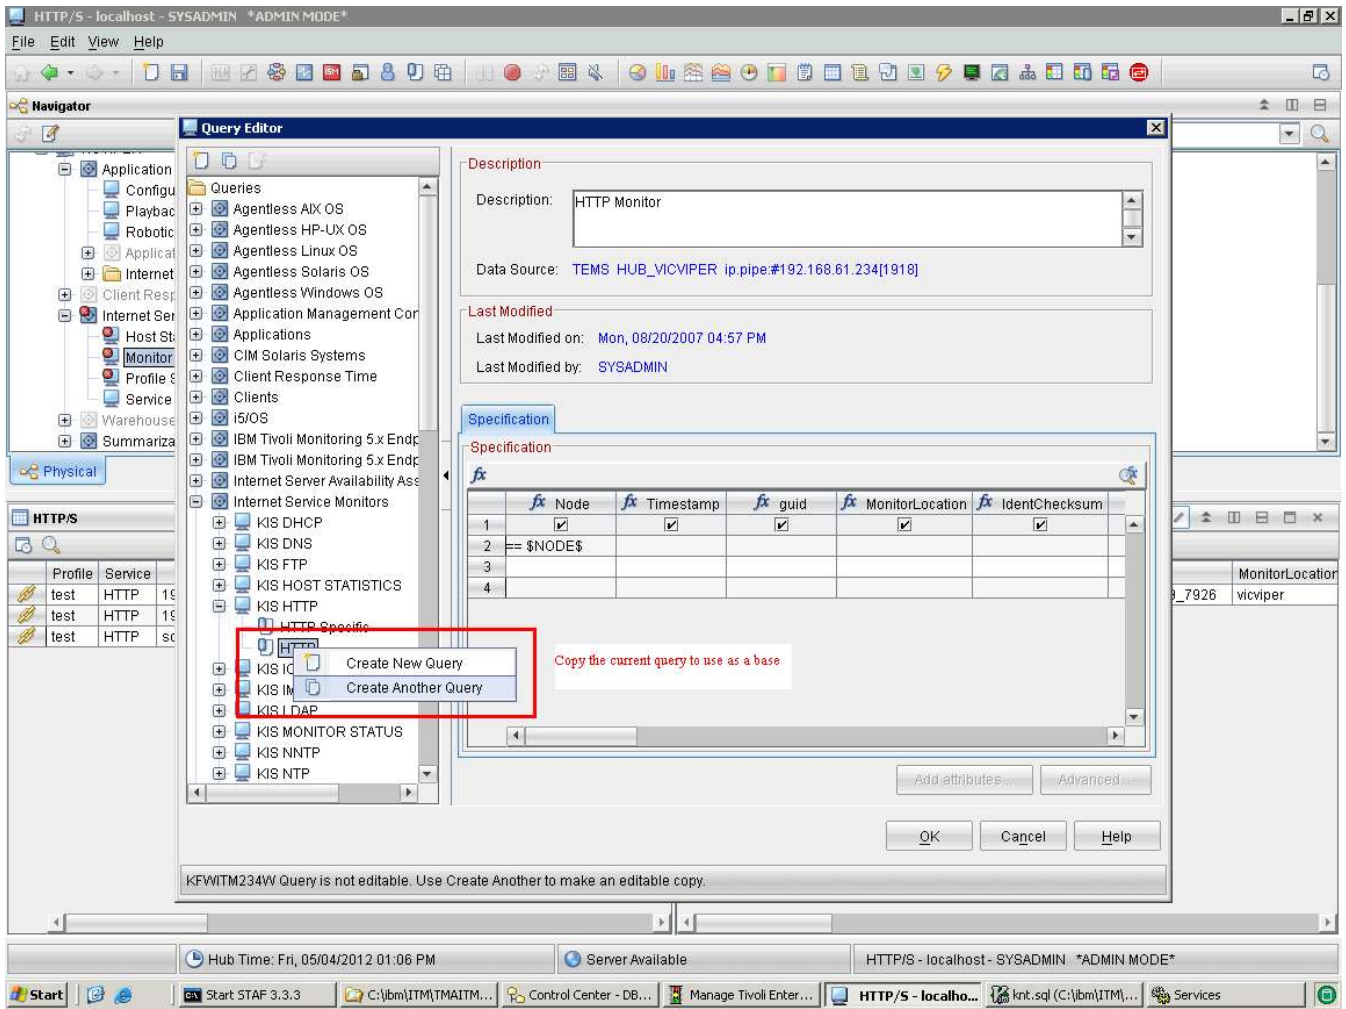 HTTP/S - localhost - SYSADMIN *ADMIN MODE*
File Edit View Help
Navigator
Application
Configu
Playbac
Robotic
Applicat
Internet
Client Resp
Internet Ser
Host St
Monitor
Profile S
Service
Warehouse
Summariza
Physical
Query Editor
Queries
Agentless AIX OS
Agentless HP-UX OS
Agentless Linux OS
Agentless Solaris OS
Agentless Windows OS
Application Management Con
Applications
CIM Solaris Systems
Client Response Time
Clients
i5/OS
IBM Tivoli Monitoring 5.x Endp
IBM Tivoli Monitoring 5.x Endp
Internet Server Availability Ass
Internet Service Monitors
KIS DHCP
KIS DNS
KIS FTP
KIS HOST STATISTICS
KIS HTTP
HTTP Specific
HTTP
KIS IC
KIS IM
KIS LDAP
KIS MONITOR STATUS
KIS NNTP
KIS NTP
Create New Query
Create Another Query
Description
Description: HTTP Monitor
Data Source: TEMS HUB_VICVIPER ip.pipe:#192.168.61.234[1918]
Last Modified
Last Modified on: Mon, 08/20/2007 04:57 PM
Last Modified by: SYSADMIN
Specification
Specification
fx
fx Node fx Timestamp fx guid fx MonitorLocation fx IdentChecksum
1
2 == $NODE$
3
4
Copy the current query to use as a base
Add attributes... Advanced...
OK Cancel Help
KFWITM234W Query is not editable. Use Create Another to make an editable copy.
HTTP/S
Profile Service
test HTTP 19
test HTTP 19
test HTTP sc
MonitorLocation
_7926 vicviper
Hub Time: Fri, 05/04/2012 01:06 PM Server Available HTTP/S - localhost - SYSADMIN *ADMIN MODE*
Start Start STAF 3.3.3 C:\ibm\ITM\TMAITM... Control Center - DB... Manage Tivoli Enter... HTTP/S - localho... knt.sql (C:\ibm\ITM\... Services